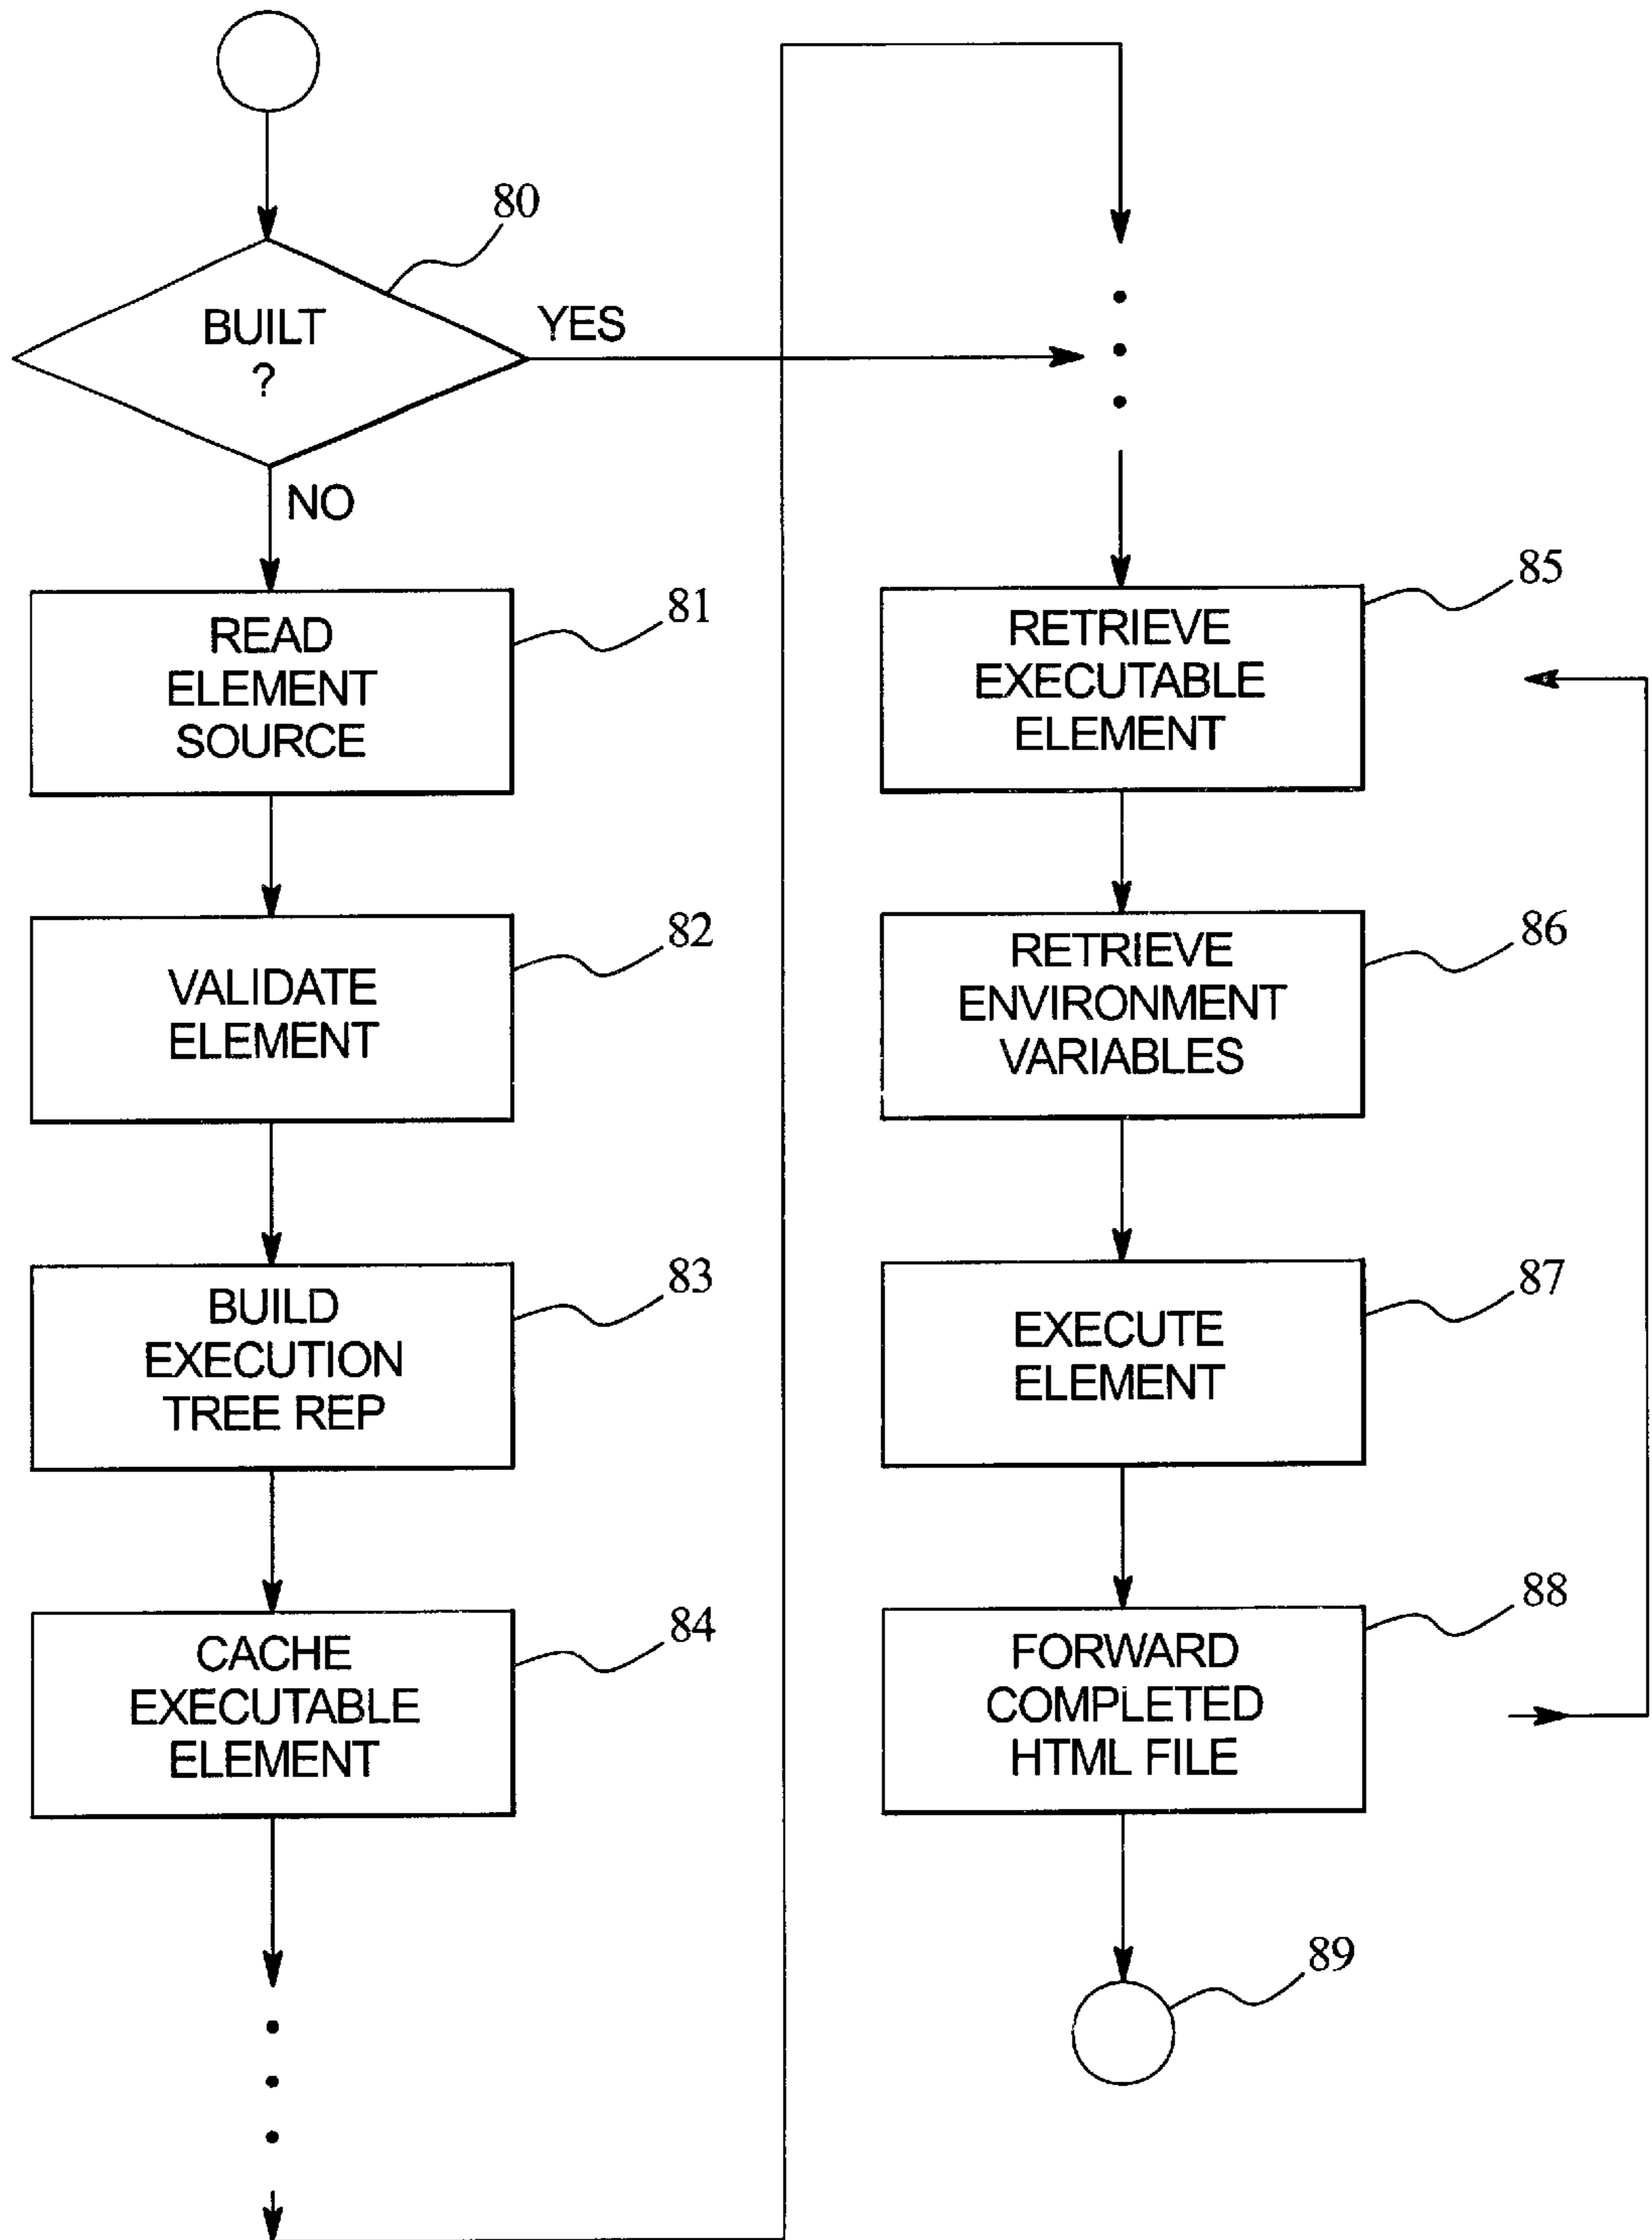 80
BUILT
?
YES
NO
READ
ELEMENT
SOURCE
81
VALIDATE
ELEMENT
82
BUILD
EXECUTION
TREE REP
83
CACHE
EXECUTABLE
ELEMENT
84
RETRIEVE
EXECUTABLE
ELEMENT
85
RETRIEVE
ENVIRONMENT
VARIABLES
86
EXECUTE
ELEMENT
87
FORWARD
COMPLETED
HTML FILE
88
89